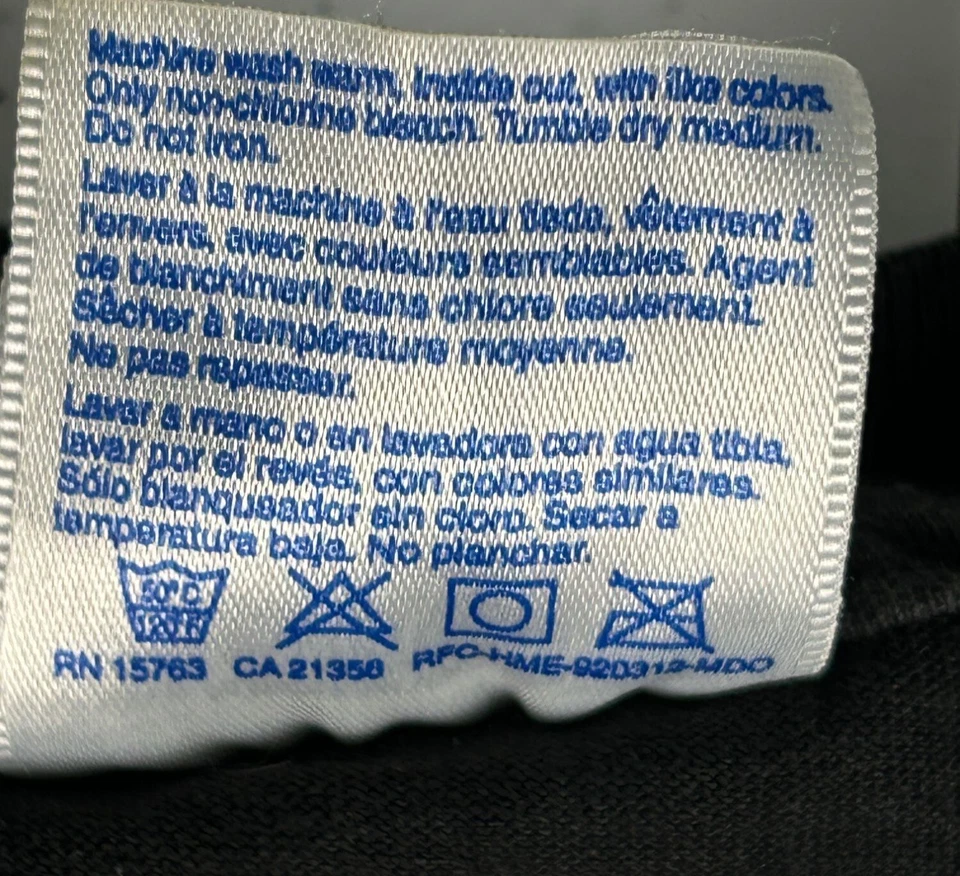 Machine wash warm, inside out, with like colors.
Only non-chlorine bleach. Tumble dry medium.
Do not iron.
Laver à la machine à l'eau tiède, vêtement à
l'envers, avec couleurs semblables. Agent
de blanchiment sans chlore seulement.
Sècher à température moyenne.
Ne pas repasser.
Lavar a mano o en lavadora con agua tibia,
lavar por el revés, con colores similares.
Sólo blanqueador sin cloro. Secar a
temperatura baja. No planchar.
50° C
120 F
RN 15763 CA 21356 RFC-HME-920312-MDO